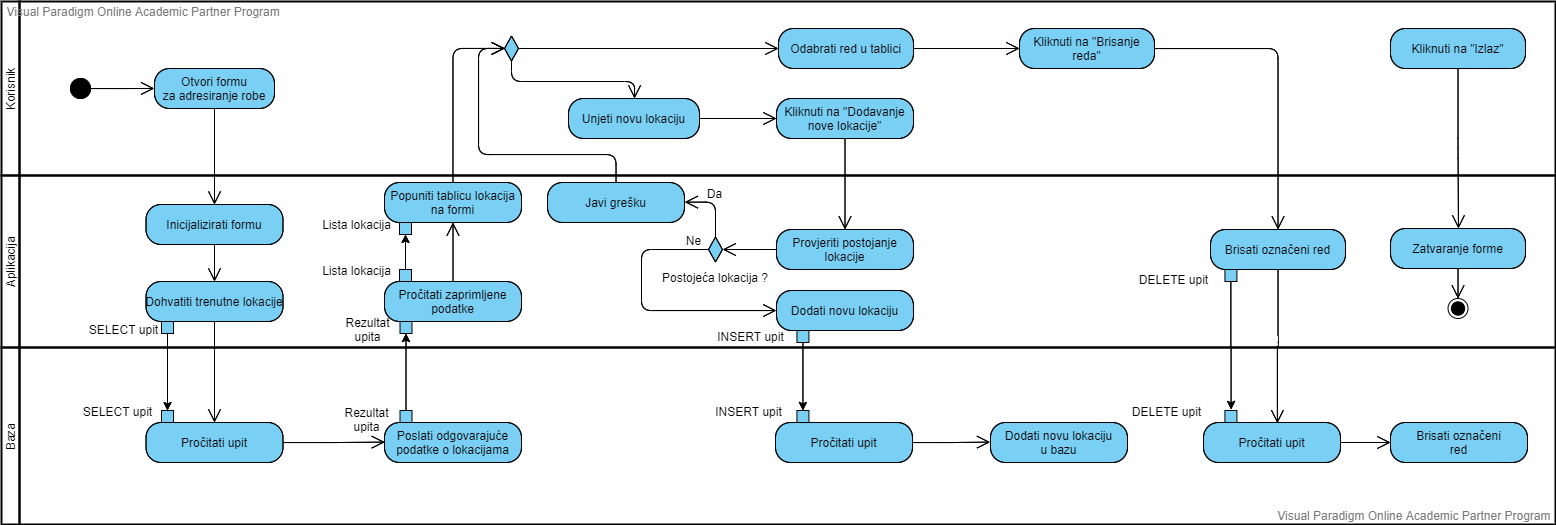 Visual Paradigm Online Academic Partner Program
Korisnik
Otvori formu
za adresiranje robe
Odabrati red u tablici
Kliknuti na "Brisanje
reda"
Kliknuti na "Izlaz"
Unjeti novu lokaciju
Kliknuti na "Dodavanje
nove lokacije"
Aplikacija
Inicijalizirati formu
Popuniti tablicu lokacija
na formi
Javi grešku
Da
Lista lokacija
Ne
Provjeriti postojanje
lokacije
Brisati označeni red
Zatvaranje forme
Lista lokacija
Postojeća lokacija ?
DELETE upit
Dohvatiti trenutne lokacije
Pročitati zaprimljene
podatke
Dodati novu lokaciju
SELECT upit
Rezultat
upita
INSERT upit
Baza
SELECT upit
Rezultat
upita
INSERT upit
DELETE upit
Pročitati upit
Poslati odgovarajuće
podatke o lokacijama
Pročitati upit
Dodati novu lokaciju
u bazu
Pročitati upit
Brisati označeni
red
Visual Paradigm Online Academic Partner Program